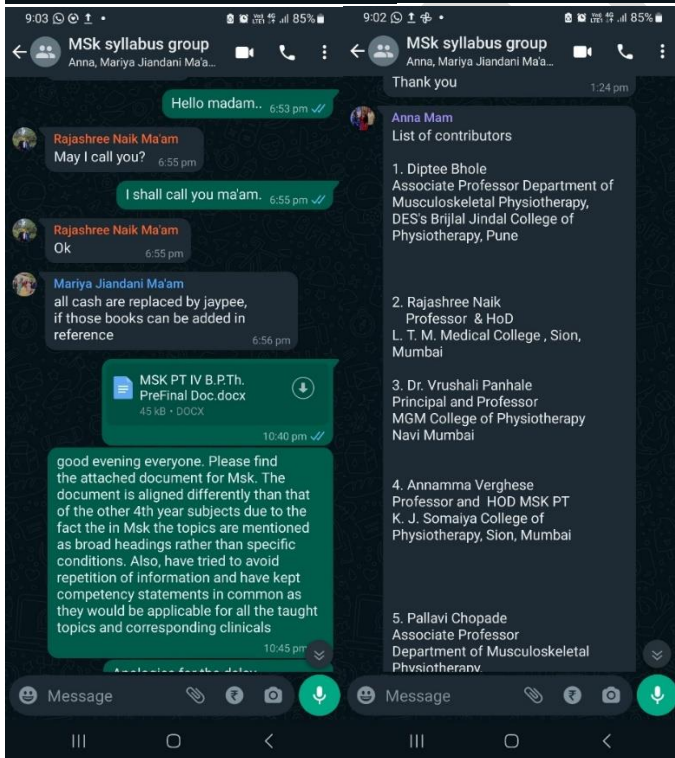 9:03
85%
MSk syllabus group
Anna, Mariya Jiandani Ma'a...
Hello madam..
6:53 pm
Rajashree Naik Ma'am
May I call you?
6:55 pm
I shall call you ma'am.
6:55 pm
Rajashree Naik Ma'am
Ok
6:55 pm
Mariya Jiandani Ma'am
all cash are replaced by jaypee,
if those books can be added in
reference
6:56 pm
MSK PT IV B.P.Th.
PreFinal Doc.docx
45 kB • DOCX
10:40 pm
good evening everyone. Please find
the attached document for Msk. The
document is aligned differently than that
of the other 4th year subjects due to the
fact the in Msk the topics are mentioned
as broad headings rather than specific
conditions. Also, have tried to avoid
repetition of information and have kept
competency statements in common as
they would be applicable for all the taught
topics and corresponding clinicals
10:45 pm
Message
9:02
85%
MSk syllabus group
Anna, Mariya Jiandani Ma'a...
Thank you
1:24 pm
Anna Mam
List of contributors
1. Diptee Bhole
Associate Professor Department of
Musculoskeletal Physiotherapy,
DES's Brijlal Jindal College of
Physiotherapy, Pune
2. Rajashree Naik
Professor & HoD
L. T. M. Medical College , Sion,
Mumbai
3. Dr. Vrushali Panhale
Principal and Professor
MGM College of Physiotherapy
Navi Mumbai
4. Annamma Verghese
Professor and HOD MSK PT
K. J. Somaiya College of
Physiotherapy, Sion, Mumbai
5. Pallavi Chopade
Associate Professor
Department of Musculoskeletal
Physiotherapy,
Message